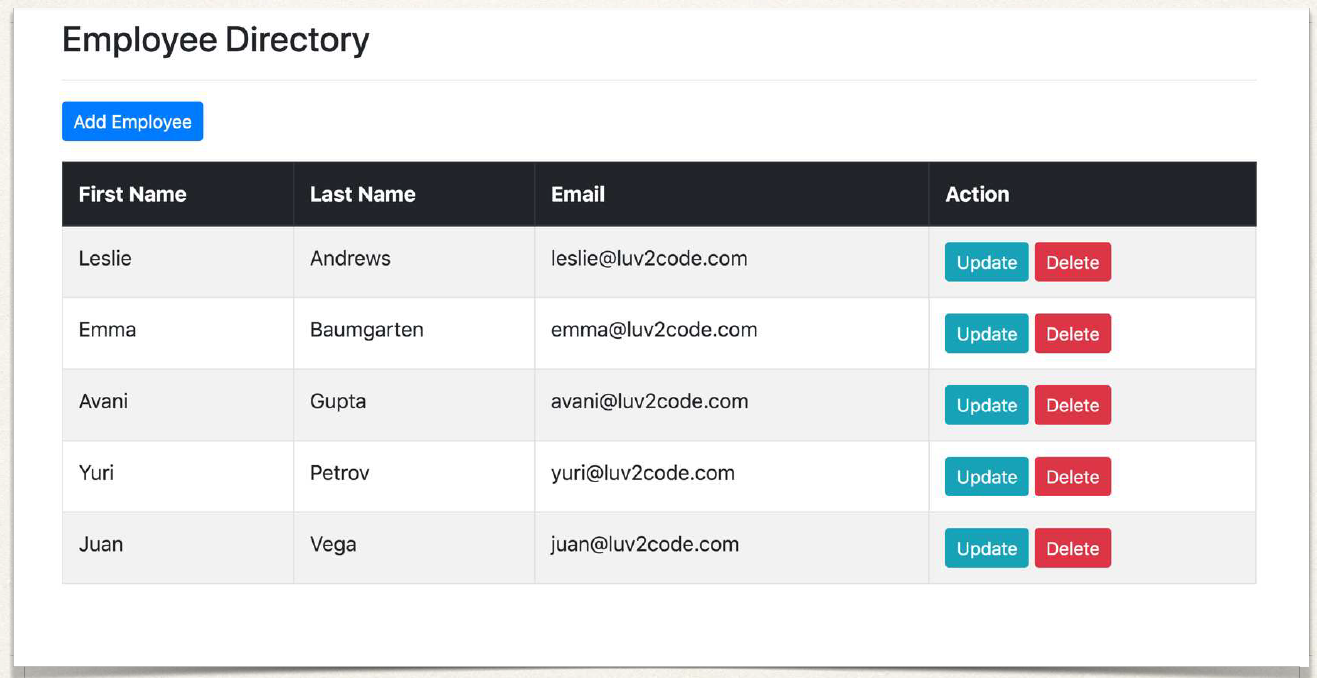 Employee Directory
Add Employee
First Name Last Name Email Action
Leslie Andrews leslie@luv2code.com Update Delete
Emma Baumgarten emma@luv2code.com Update Delete
Avani Gupta avani@luv2code.com Update Delete
Yuri Petrov yuri@luv2code.com Update Delete
Juan Vega juan@luv2code.com Update Delete